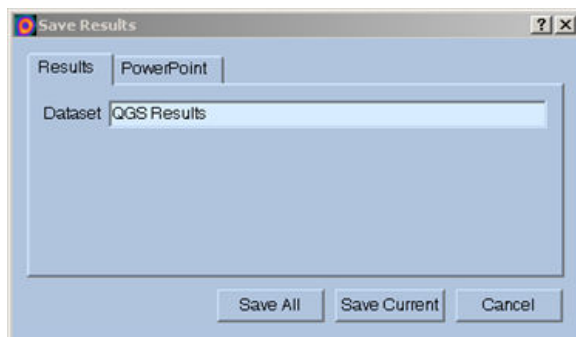 Save Results
Results PowerPoint
Dataset QGS Results
Save All Save Current Cancel